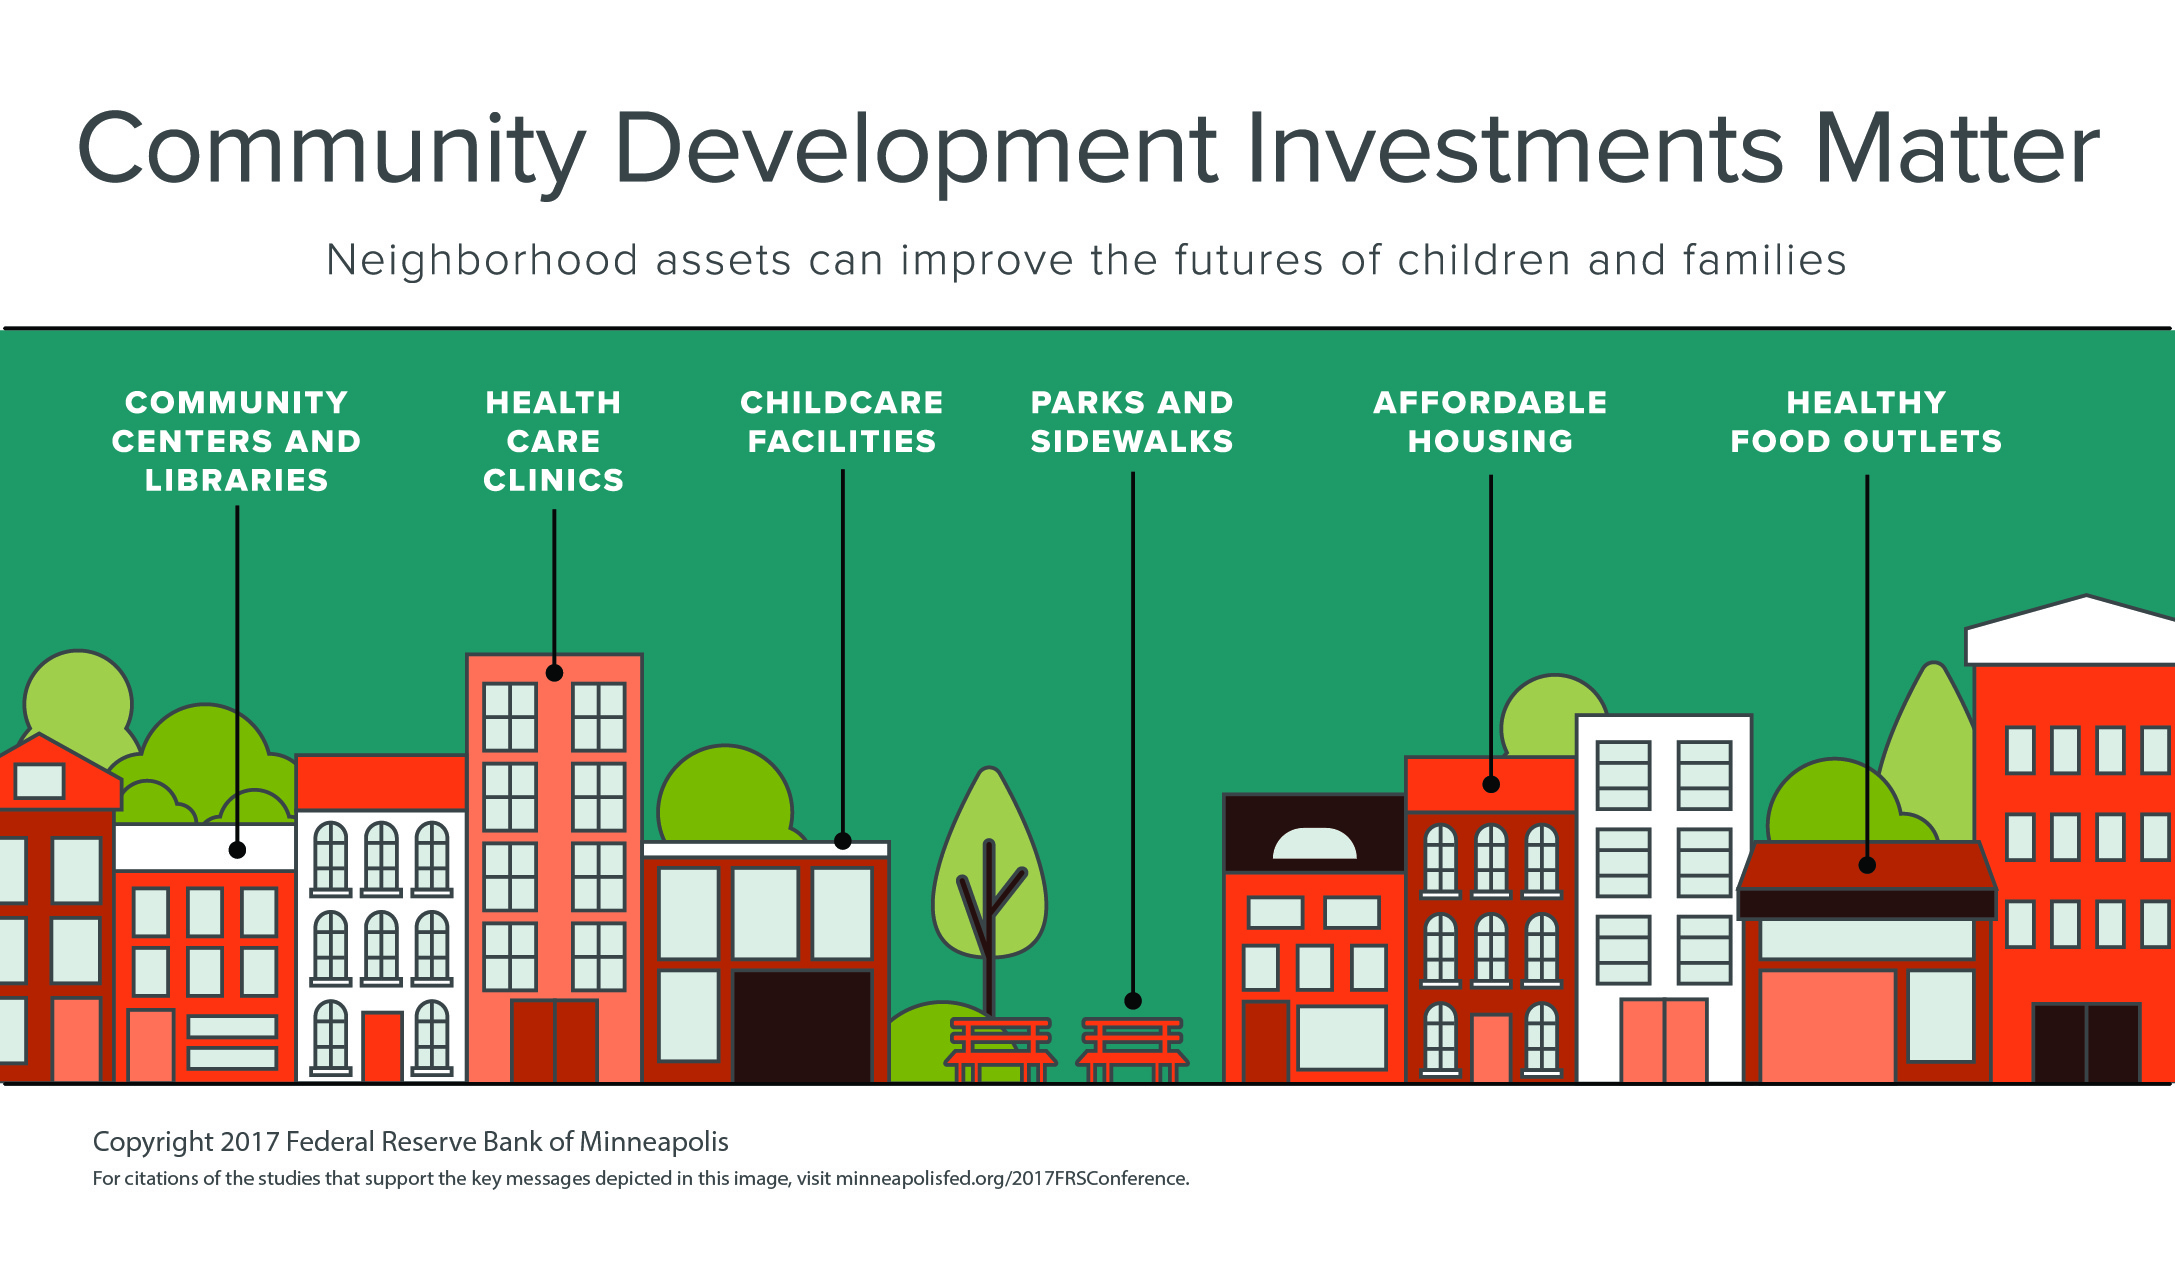 Community Development Investments Matter
Neighborhood assets can improve the futures of children and families
COMMUNITY
CENTERS AND
LIBRARIES
HEALTH
CARE
CLINICS
CHILDCARE
FACILITIES
PARKS AND
SIDEWALKS
AFFORDABLE
HOUSING
HEALTHY
FOOD OUTLETS
Copyright 2017 Federal Reserve Bank of Minneapolis
For citations of the studies that support the key messages depicted in this image, visit minneapolisfed.org/2017FRSConference.